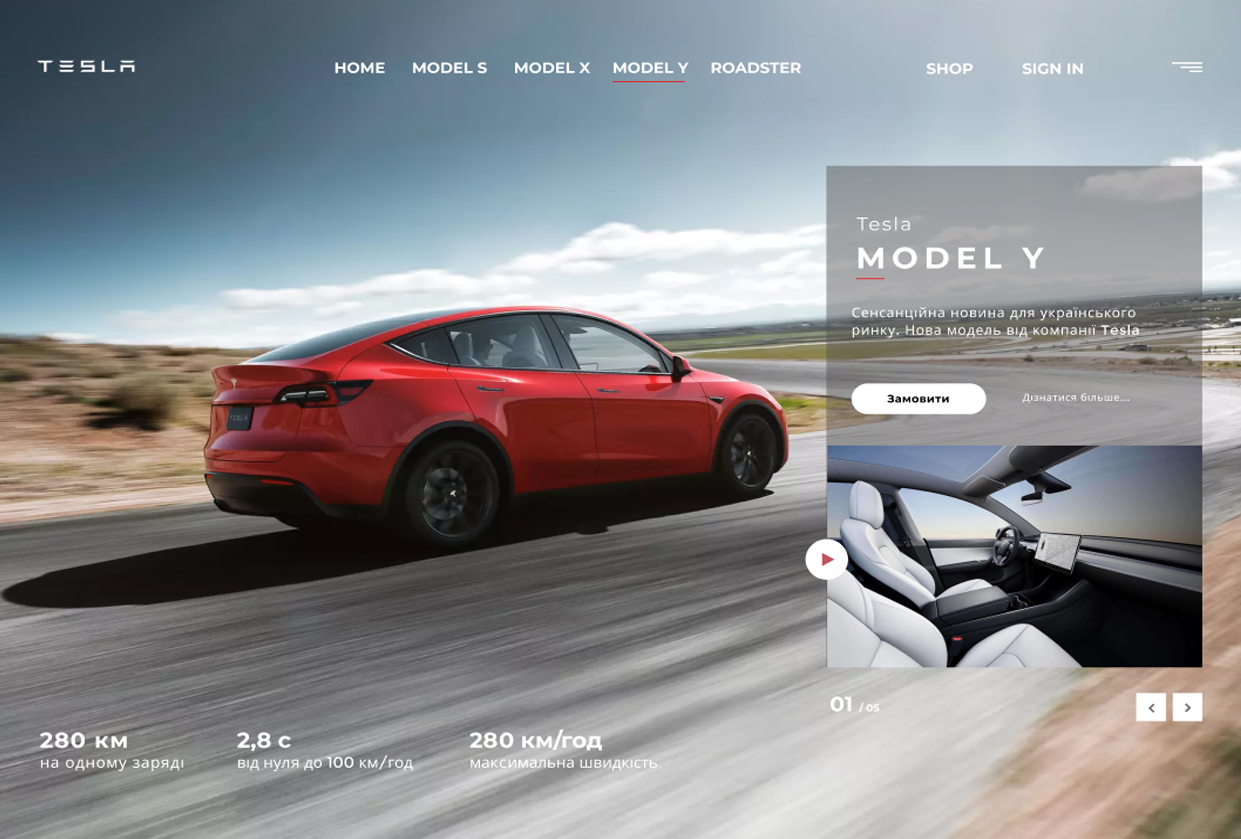 TESLA
HOME MODEL S MODEL X MODEL Y ROADSTER SHOP SIGN IN
Tesla
MODEL Y
Сенсанційна новина для українського
ринку. Нова модель від компанії Tesla
Замовити Дізнатися більше...
TESLA
01 / 05
280 км 2,8 с 280 км/год
на одному заряді від нуля до 100 км/год максимальна швидкість